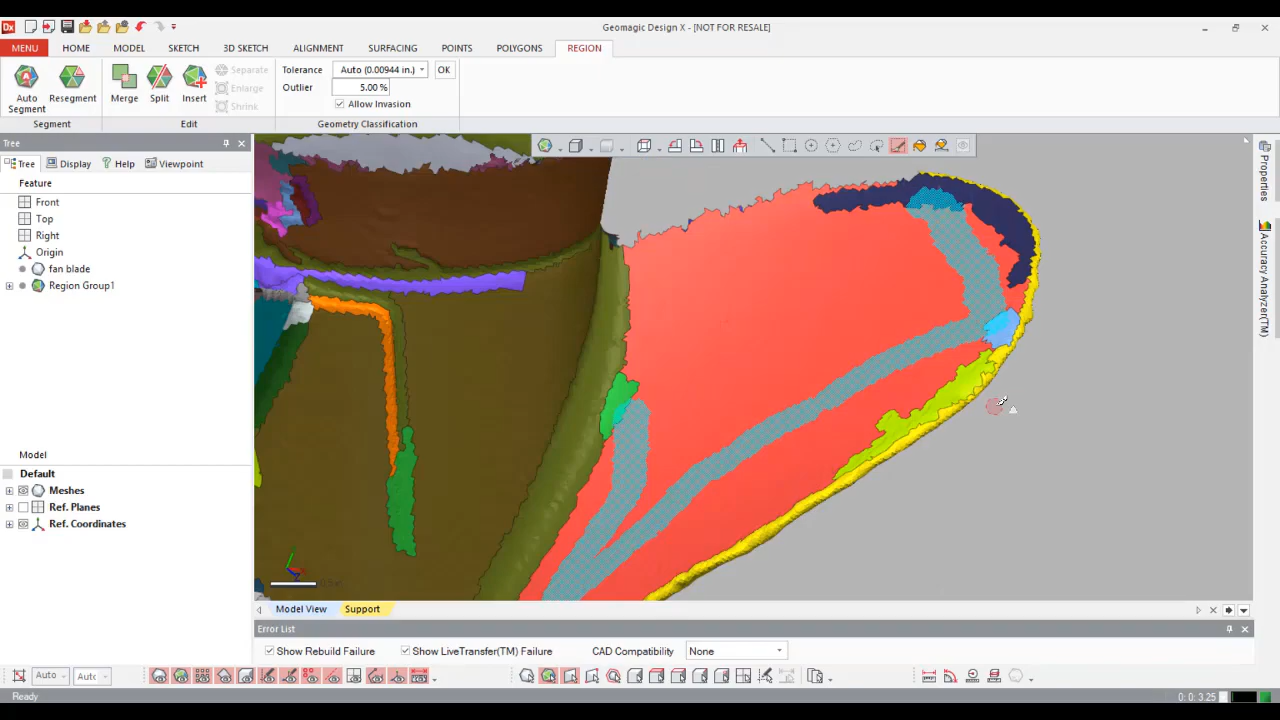 Dx
Geomagic Design X - [NOT FOR RESALE]
MENU HOME MODEL SKETCH 3D SKETCH ALIGNMENT SURFACING POINTS POLYGONS REGION
Auto Segment
Resegment
Segment
Merge
Split
Insert
Separate
Enlarge
Shrink
Edit
Tolerance Auto (0.00944 in.) OK
Outlier 5.00 %
Allow Invasion
Geometry Classification
Tree
Tree Display Help Viewpoint
Feature
Front
Top
Right
Origin
fan blade
Region Group1
Model
Default
Meshes
Ref. Planes
Ref. Coordinates
Properties
Accuracy Analyzer(TM)
Model View Support
Error List
Show Rebuild Failure Show LiveTransfer(TM) Failure CAD Compatibility None
Auto Autc
Ready
0: 0: 3.25